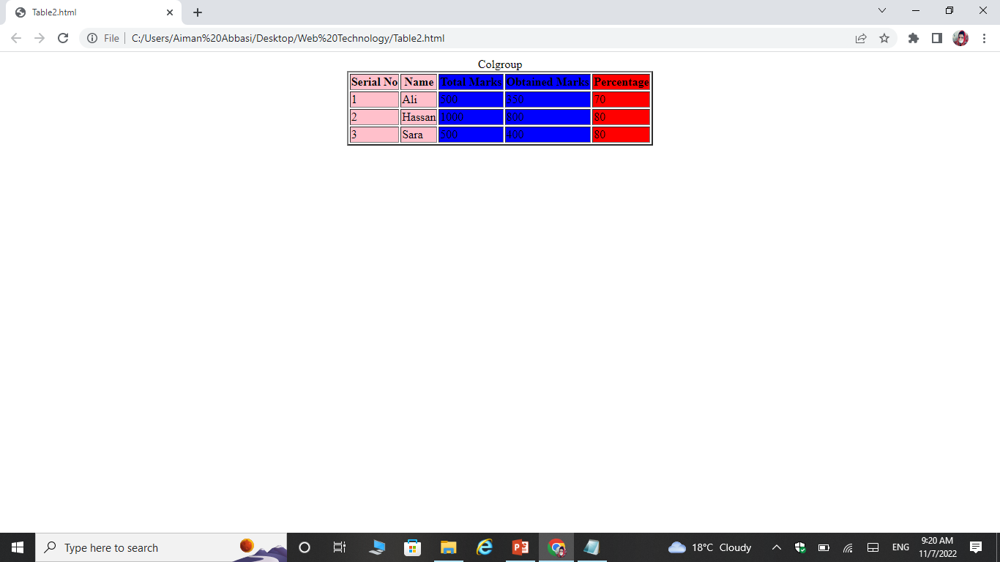 Table2.html
File C:/Users/Aiman%20Abbasi/Desktop/Web%20Technology/Table2.html
Colgroup
Serial No Name Total Marks Obtained Marks Percentage
1 Ali 500 350 70
2 Hassan 1000 800 80
3 Sara 500 400 80
Type here to search
18°C Cloudy
ENG
9:20 AM
11/7/2022